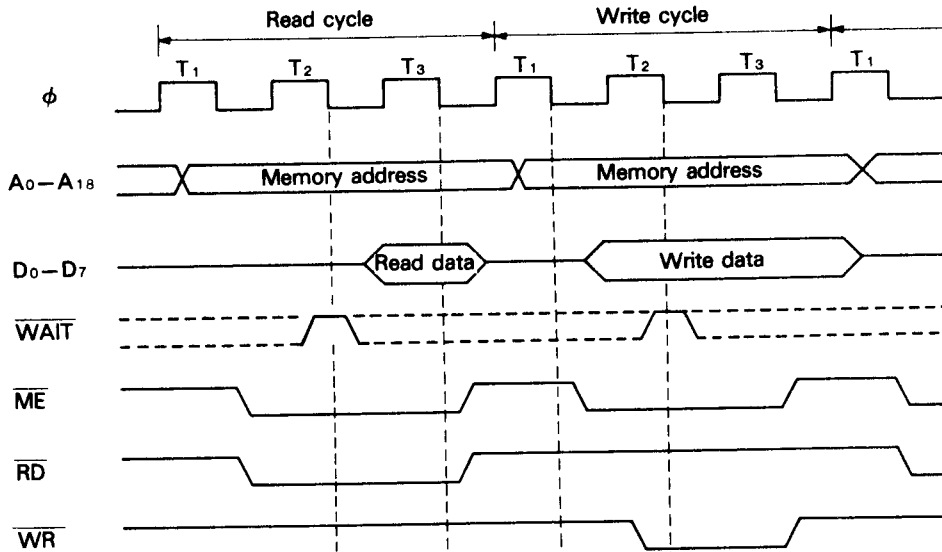 Read cycle Write cycle
T1 T2 T3 T1 T2 T3 T1
φ
A0–A18 Memory address Memory address
D0–D7 Read data Write data
WAIT
ME
RD
WR